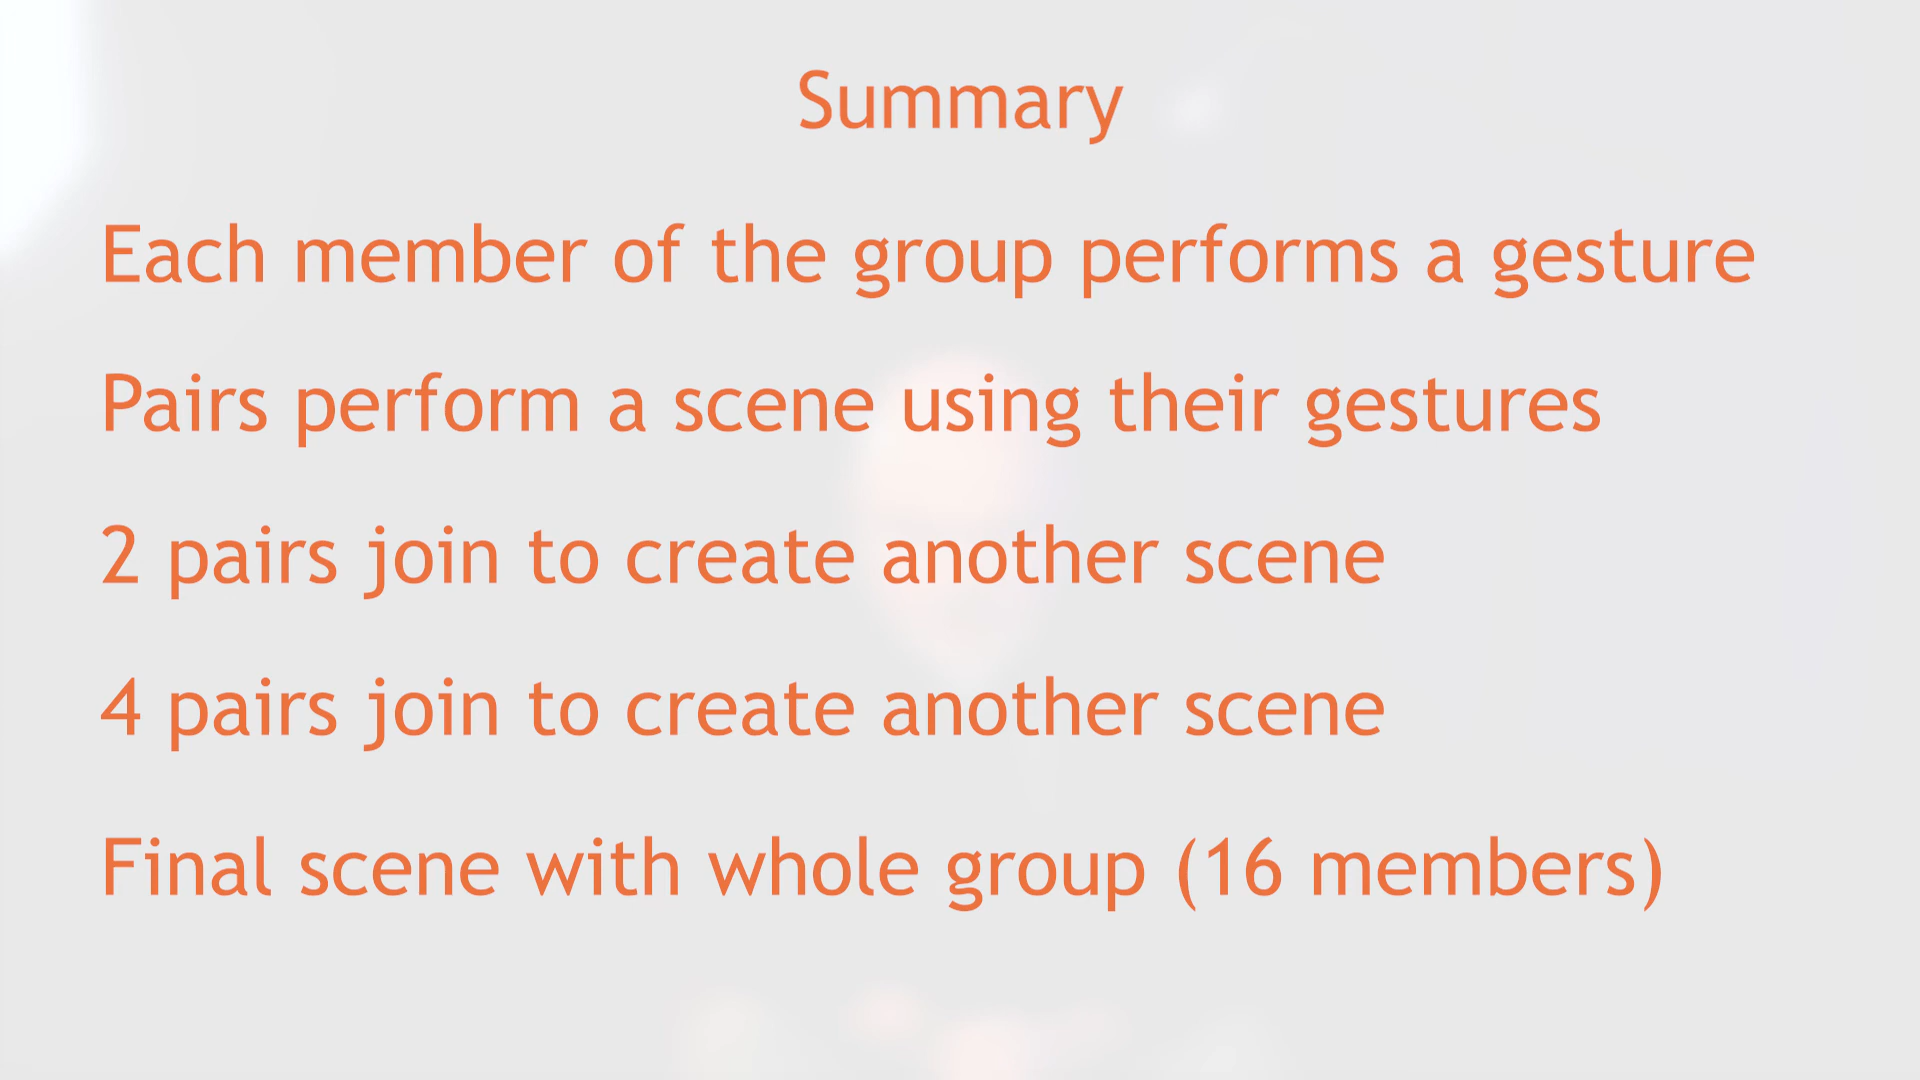 Summary
Each member of the group performs a gesture
Pairs perform a scene using their gestures
2 pairs join to create another scene
4 pairs join to create another scene
Final scene with whole group (16 members)